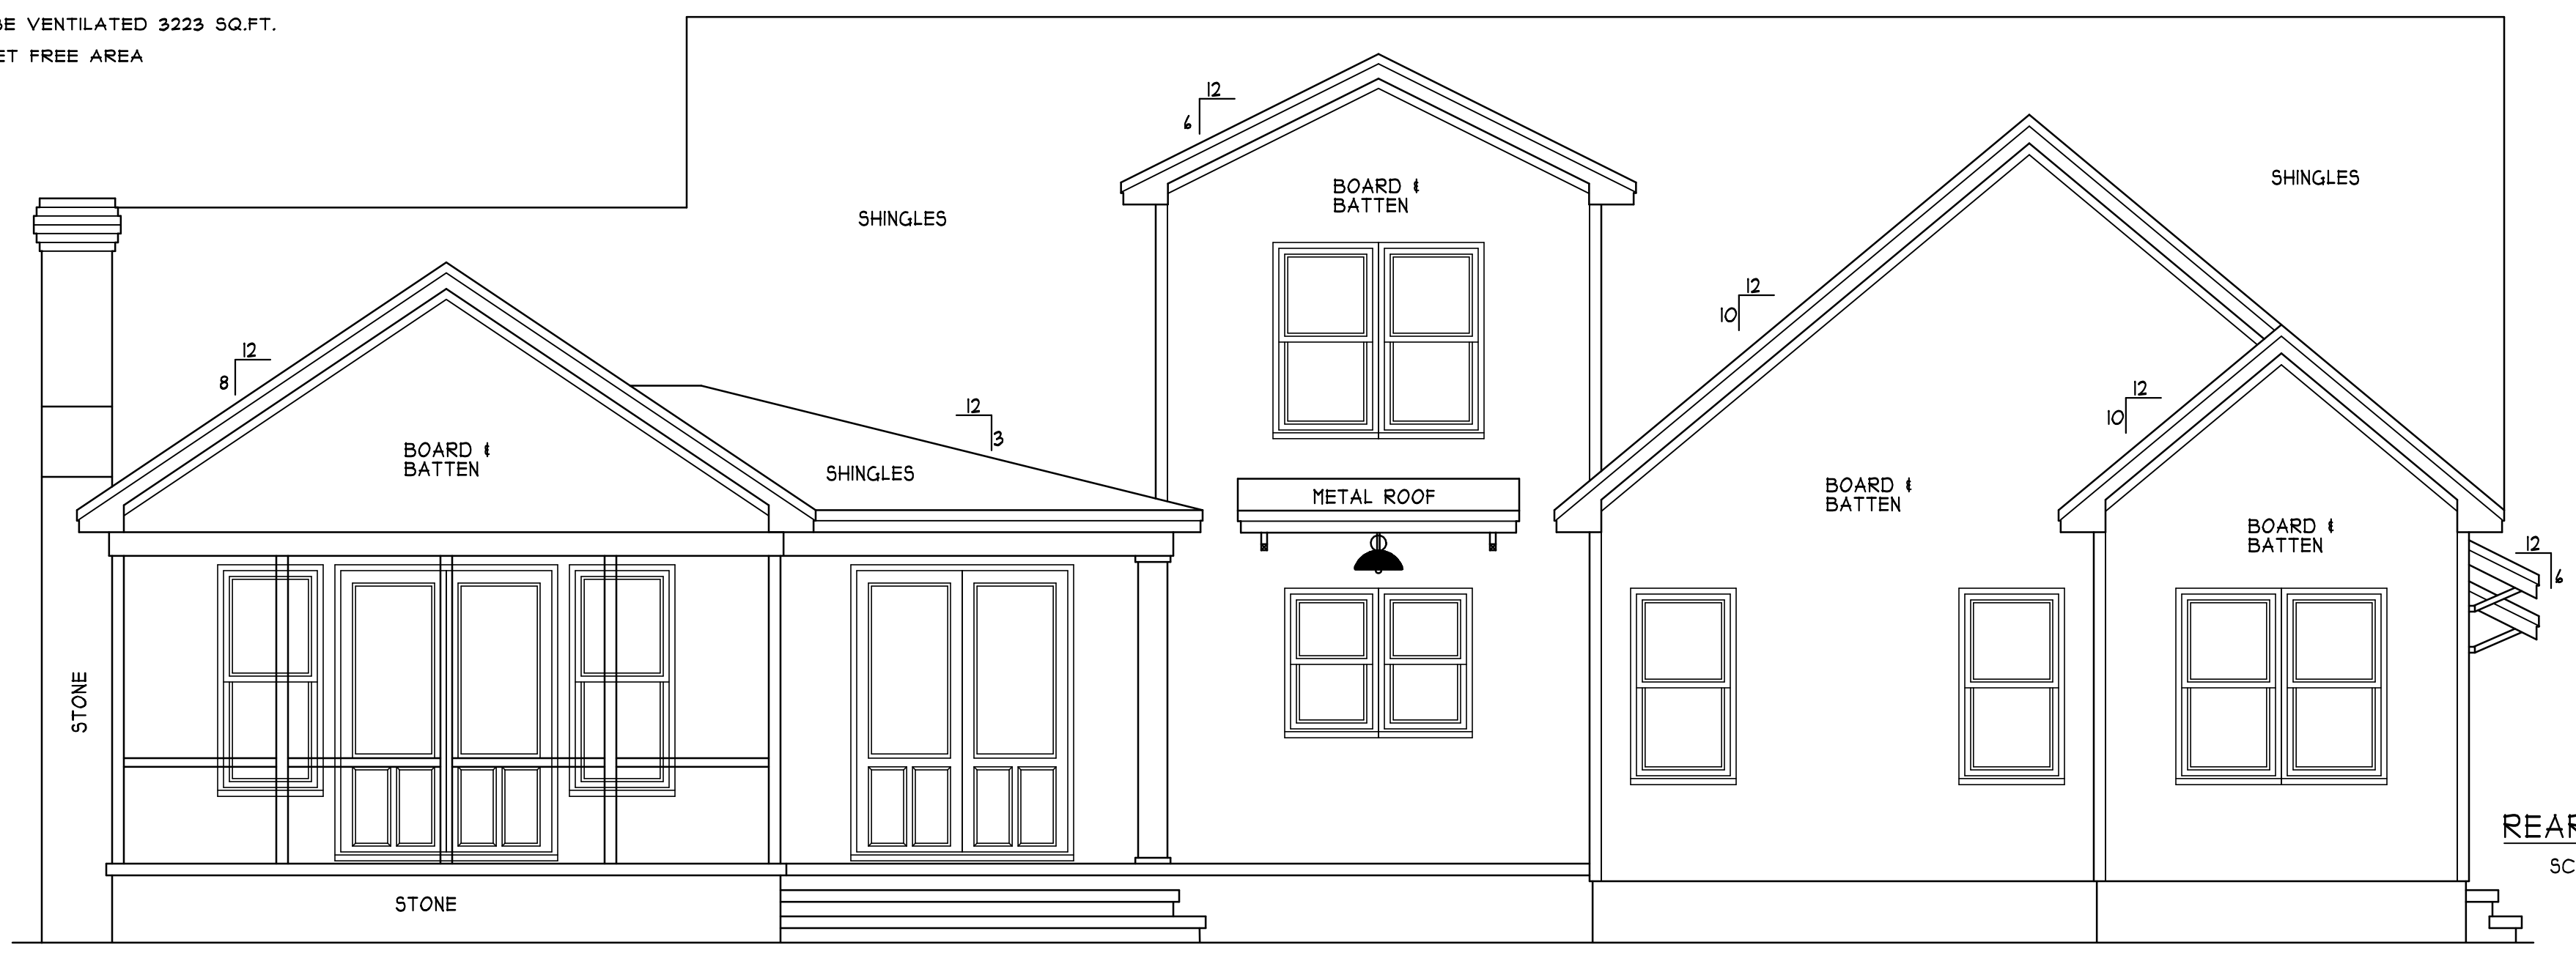 VENTILATED 3223 SQ.FT.
FREE AREA
12
6
BOARD &
BATTEN
SHINGLES
SHINGLES
12
10
12
8
12
3
12
10
BOARD &
BATTEN
SHINGLES
METAL ROOF
BOARD &
BATTEN
BOARD &
BATTEN
12
6
STONE
STONE